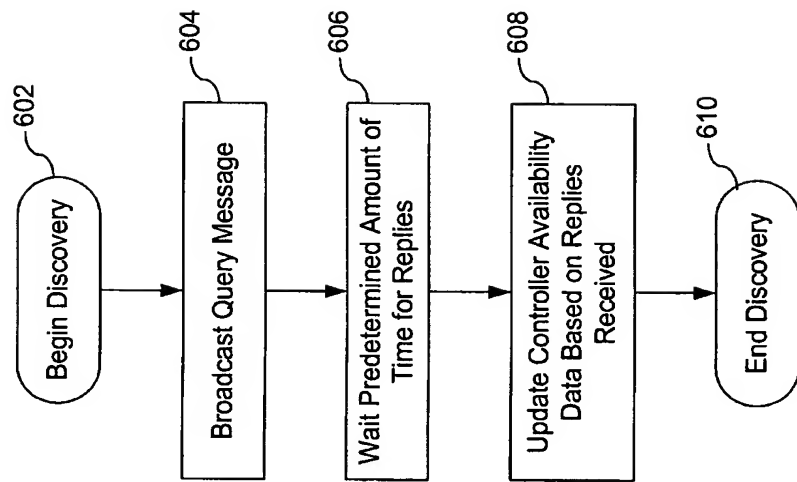 Begin Discovery
602
Broadcast Query Message
604
Wait Predetermined Amount of
Time for Replies
606
Update Controller Availability
Data Based on Replies
Received
608
End Discovery
610